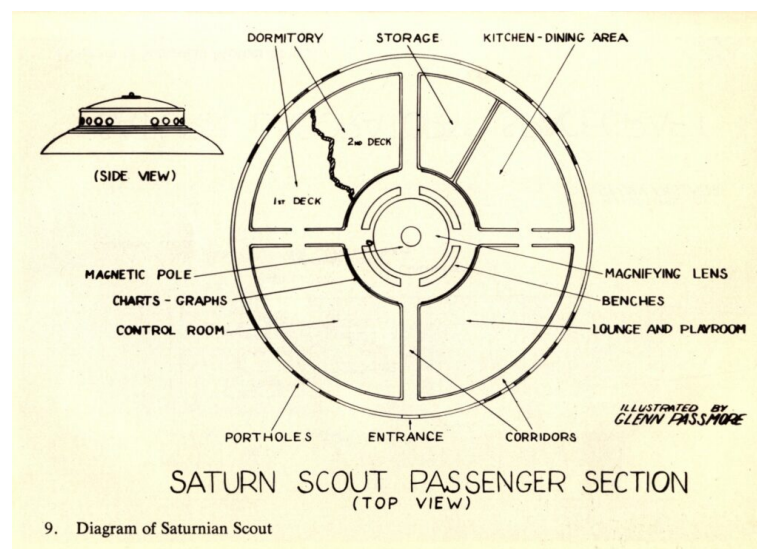 DORMITORY
STORAGE
KITCHEN-DINING AREA
2ND DECK
(SIDE VIEW)
1ST DECK
MAGNETIC POLE
MAGNIFYING LENS
CHARTS - GRAPHS
BENCHES
CONTROL ROOM
LOUNGE AND PLAYROOM
ILLUSTRATED BY
GLENN PASSMORE
PORTHOLES
ENTRANCE
CORRIDORS
SATURN SCOUT PASSENGER SECTION
(TOP VIEW)
9. Diagram of Saturnian Scout